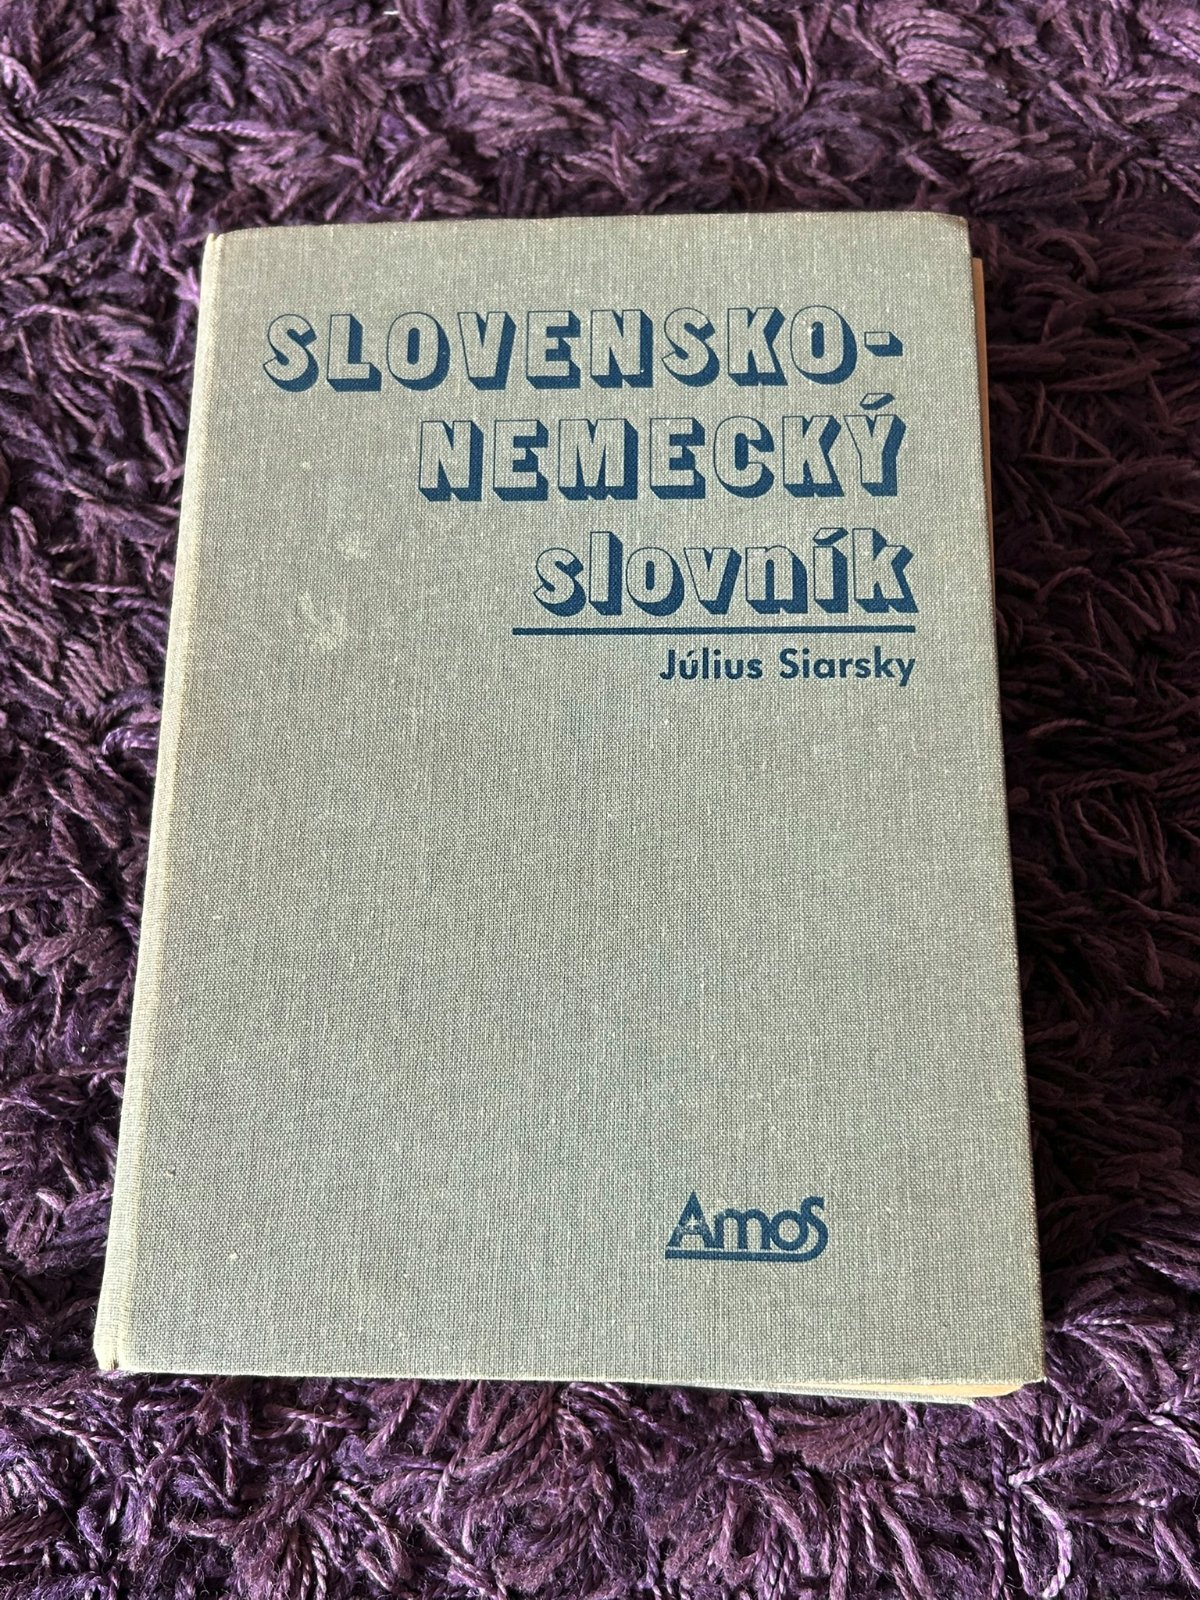 SLOVENSKO-
NEMECKÝ
slovník
Július Siarsky
Amos